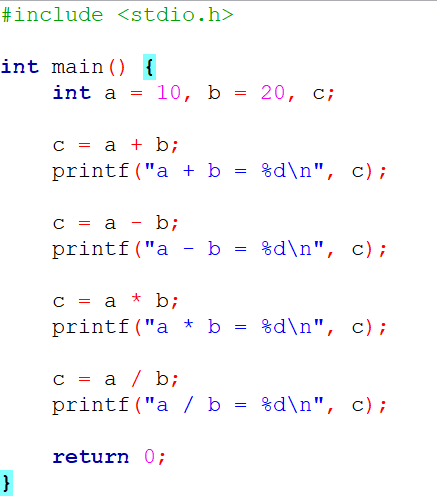 #include <stdio.h>
int main() {
    int a = 10, b = 20, c;
    c = a + b;
    printf("a + b = %d\n", c);
    c = a - b;
    printf("a - b = %d\n", c);
    c = a * b;
    printf("a * b = %d\n", c);
    c = a / b;
    printf("a / b = %d\n", c);
    return 0;
}